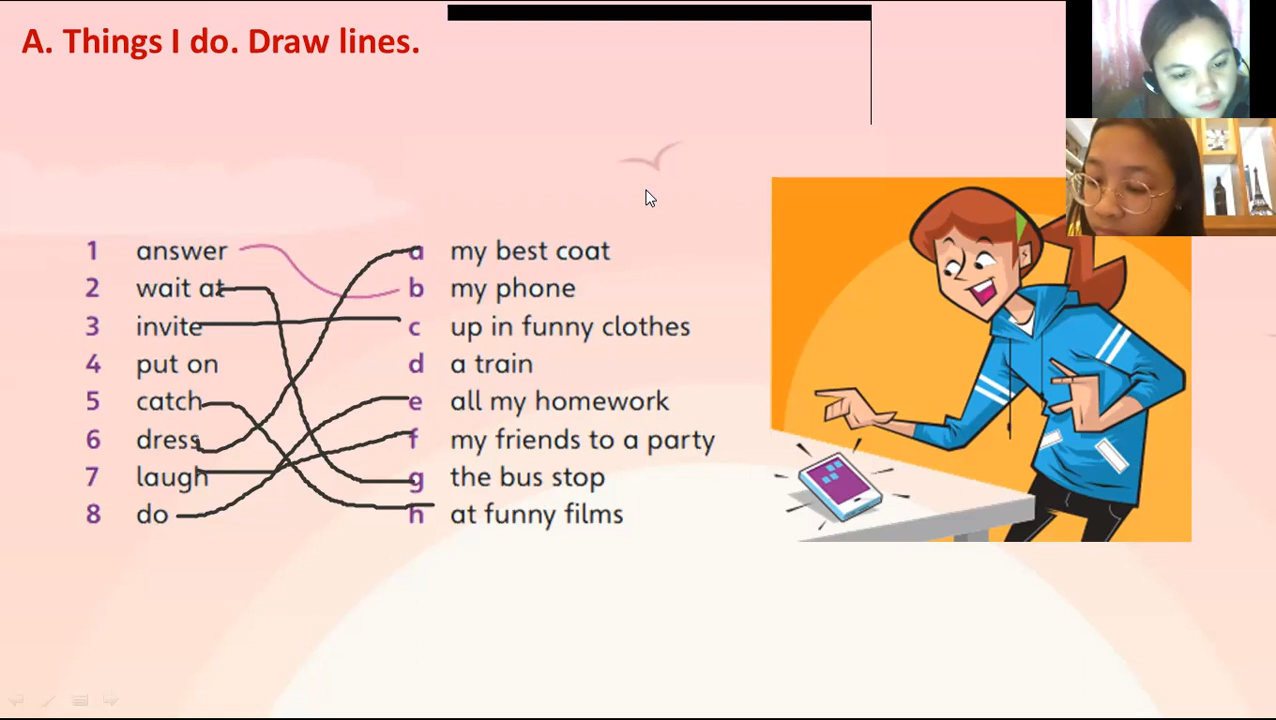 A. Things I do. Draw lines.
1 answer a my best coat
2 wait at b my phone
3 invite c up in funny clothes
4 put on d a train
5 catch e all my homework
6 dress f my friends to a party
7 laugh g the bus stop
8 do h at funny films